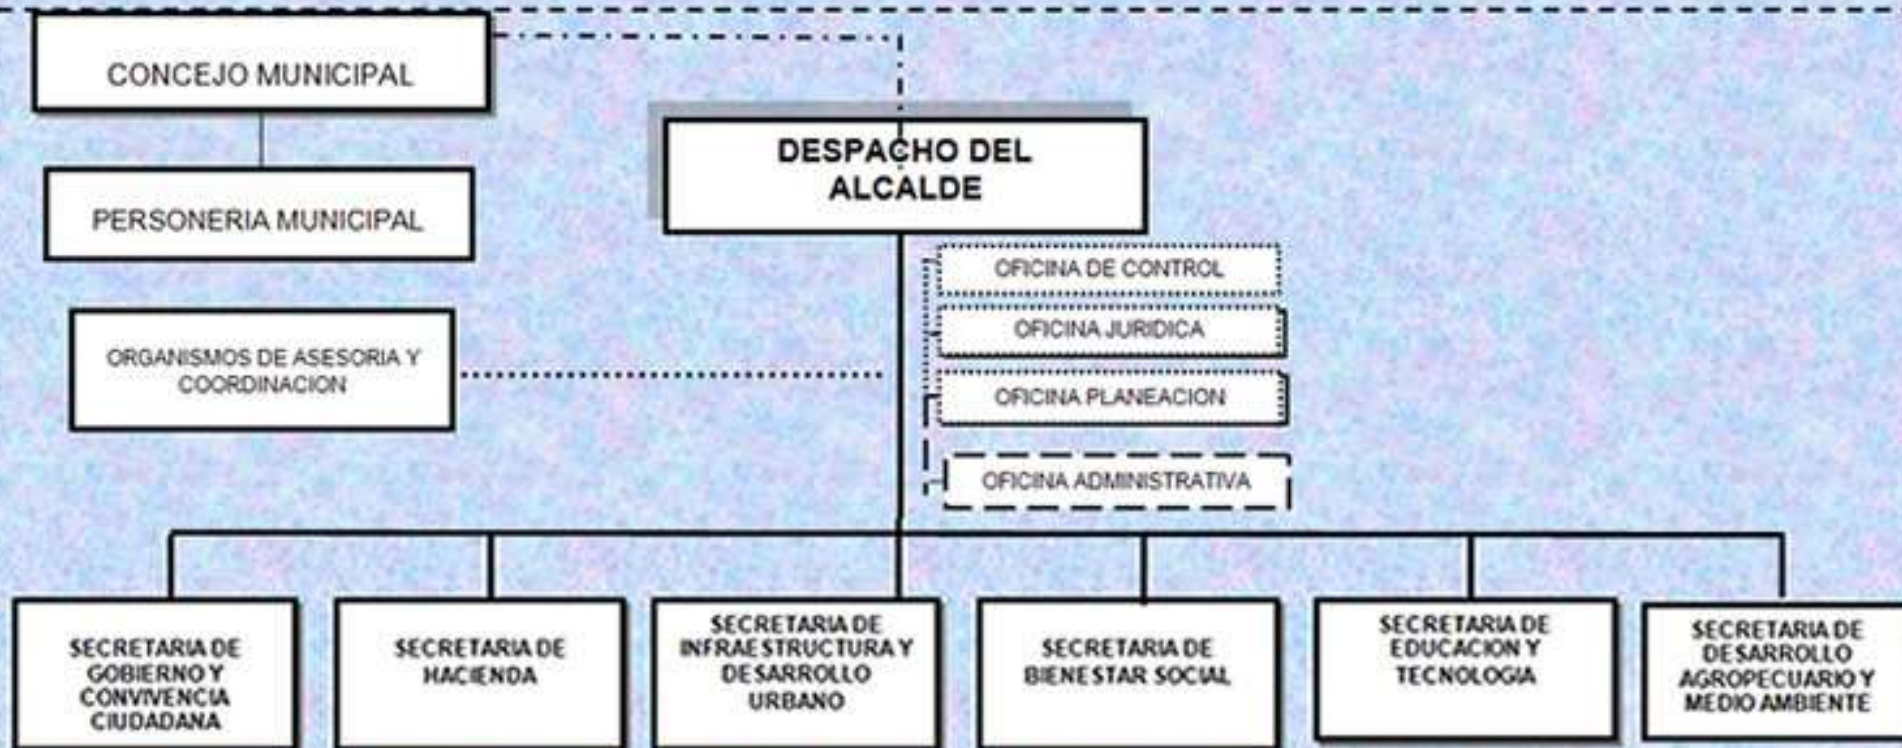 CONCEJO MUNICIPAL
DESPACHO DEL
ALCALDE
PERSONERIA MUNICIPAL
OFICINA DE CONTROL
OFICINA JURIDICA
ORGANISMOS DE ASESORIA Y
COORDINACION
OFICINA PLANEACION
OFICINA ADMINISTRATIVA
SECRETARIA DE
GOBIERNO Y
CONVIVENCIA
CIUDADANA
SECRETARIA DE
HACIENDA
SECRETARIA DE
INFRAESTRUCTURA Y
DESARROLLO
URBANO
SECRETARIA DE
BIENESTAR SOCIAL
SECRETARIA DE
EDUCACION Y
TECNOLOGIA
SECRETARIA DE
DESARROLLO
AGROPECUARIO Y
MEDIO AMBIENTE